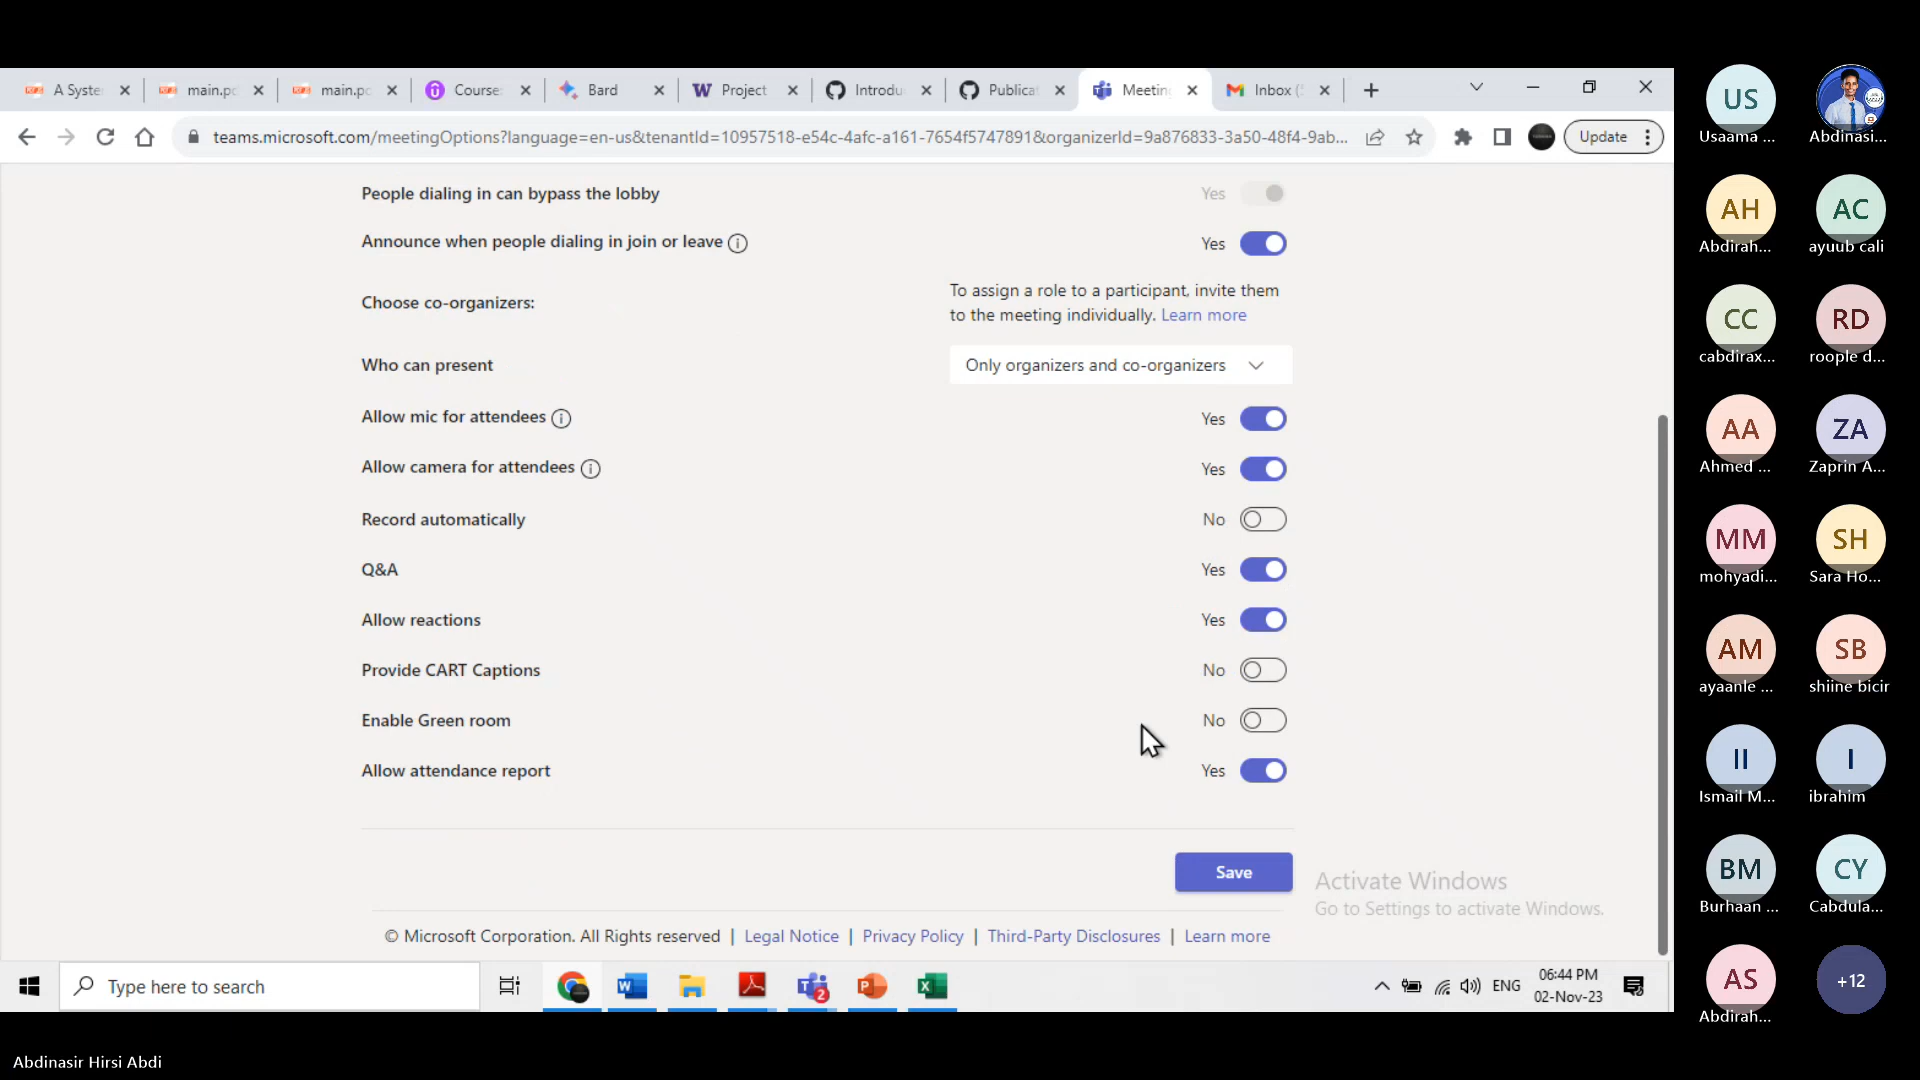 A Syste
main.pc
main.pc
Course
Bard
Project
Introdu
Publicat
Meeting
Inbox (
teams.microsoft.com/meetingOptions?language=en-us&tenantId=10957518-e54c-4afc-a161-7654f5747891&organizerId=9a876833-3a50-48f4-9ab...
Update
People dialing in can bypass the lobby
Yes
Announce when people dialing in join or leave
Yes
Choose co-organizers:
To assign a role to a participant, invite them
to the meeting individually. Learn more
Who can present
Only organizers and co-organizers
Allow mic for attendees
Yes
Allow camera for attendees
Yes
Record automatically
No
Q&A
Yes
Allow reactions
Yes
Provide CART Captions
No
Enable Green room
No
Allow attendance report
Yes
Save
Activate Windows
Go to Settings to activate Windows.
© Microsoft Corporation. All Rights reserved | Legal Notice | Privacy Policy | Third-Party Disclosures | Learn more
Type here to search
2
ENG
06:44 PM
02-Nov-23
US
Usaama ...
Abdinasi...
AH
Abdirah...
AC
ayuub cali
CC
cabdirax...
RD
roople d...
AA
Ahmed ...
ZA
Zaprin A...
MM
mohyadi...
SH
Sara Ho...
AM
ayaanle ...
SB
shiine bicir
II
Ismail M...
I
ibrahim
BM
Burhaan ...
CY
Cabdula...
AS
Abdirah...
+12
Abdinasir Hirsi Abdi